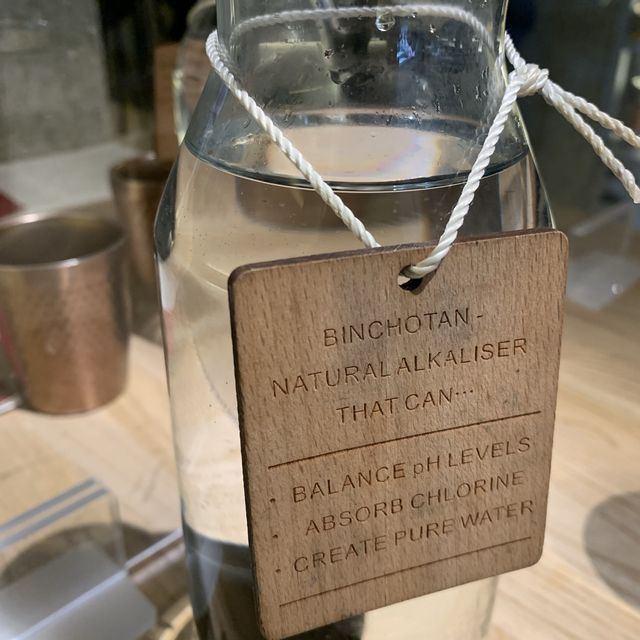 BINCHOTAN -
NATURAL ALKALISER
THAT CAN...
· BALANCE pH LEVELS
· ABSORB CHLORINE
· CREATE PURE WATER